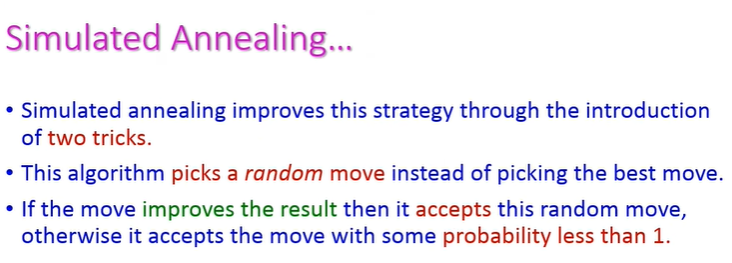 Simulated Annealing...
• Simulated annealing improves this strategy through the introduction
of two tricks.
• This algorithm picks a random move instead of picking the best move.
• If the move improves the result then it accepts this random move,
otherwise it accepts the move with some probability less than 1.